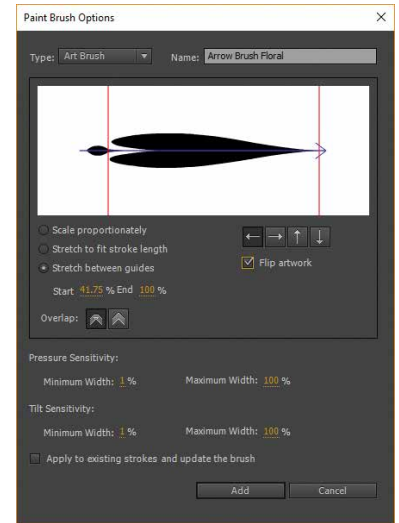 Paint Brush Options
Type: Art Brush Name: Arrow Brush Floral
Scale proportionately
Stretch to fit stroke length
Stretch between guides
Flip artwork
Start 41.75 % End 100 %
Overlap:
Pressure Sensitivity:
Minimum Width: 1 % Maximum Width: 100 %
Tilt Sensitivity:
Minimum Width: 1 % Maximum Width: 100 %
Apply to existing strokes and update the brush
Add Cancel